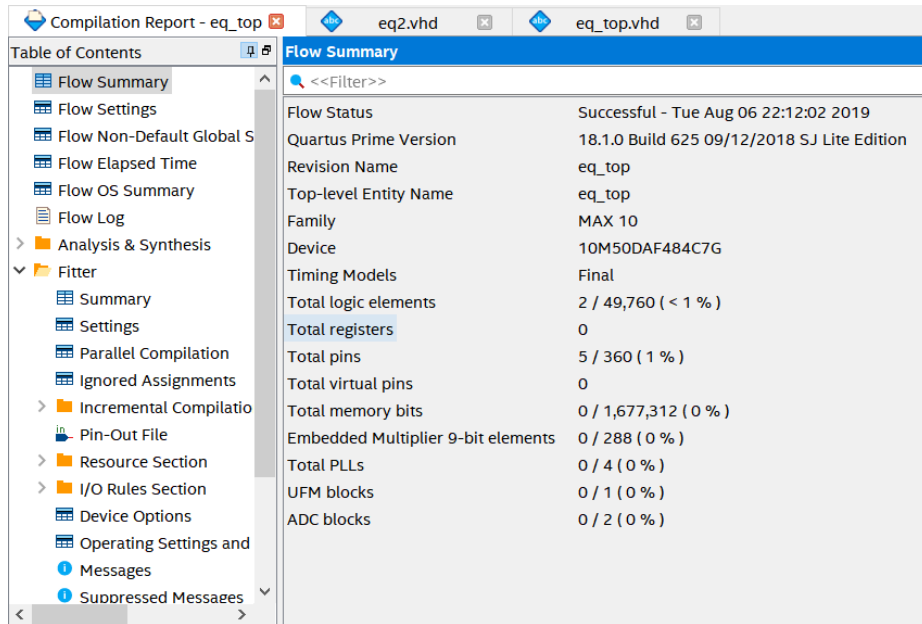 Compilation Report - eq_top
abc
eq2.vhd
abc
eq_top.vhd
Table of Contents
Flow Summary
Flow Settings
Flow Non-Default Global S
Flow Elapsed Time
Flow OS Summary
Flow Log
Analysis & Synthesis
Fitter
Summary
Settings
Parallel Compilation
Ignored Assignments
Incremental Compilatio
in
Pin-Out File
Resource Section
I/O Rules Section
Device Options
Operating Settings and
Messages
Suppressed Messages
Flow Summary
<<Filter>>
Flow Status Successful - Tue Aug 06 22:12:02 2019
Quartus Prime Version 18.1.0 Build 625 09/12/2018 SJ Lite Edition
Revision Name eq_top
Top-level Entity Name eq_top
Family MAX 10
Device 10M50DAF484C7G
Timing Models Final
Total logic elements 2 / 49,760 ( < 1 % )
Total registers 0
Total pins 5 / 360 ( 1 % )
Total virtual pins 0
Total memory bits 0 / 1,677,312 ( 0 % )
Embedded Multiplier 9-bit elements 0 / 288 ( 0 % )
Total PLLs 0 / 4 ( 0 % )
UFM blocks 0 / 1 ( 0 % )
ADC blocks 0 / 2 ( 0 % )